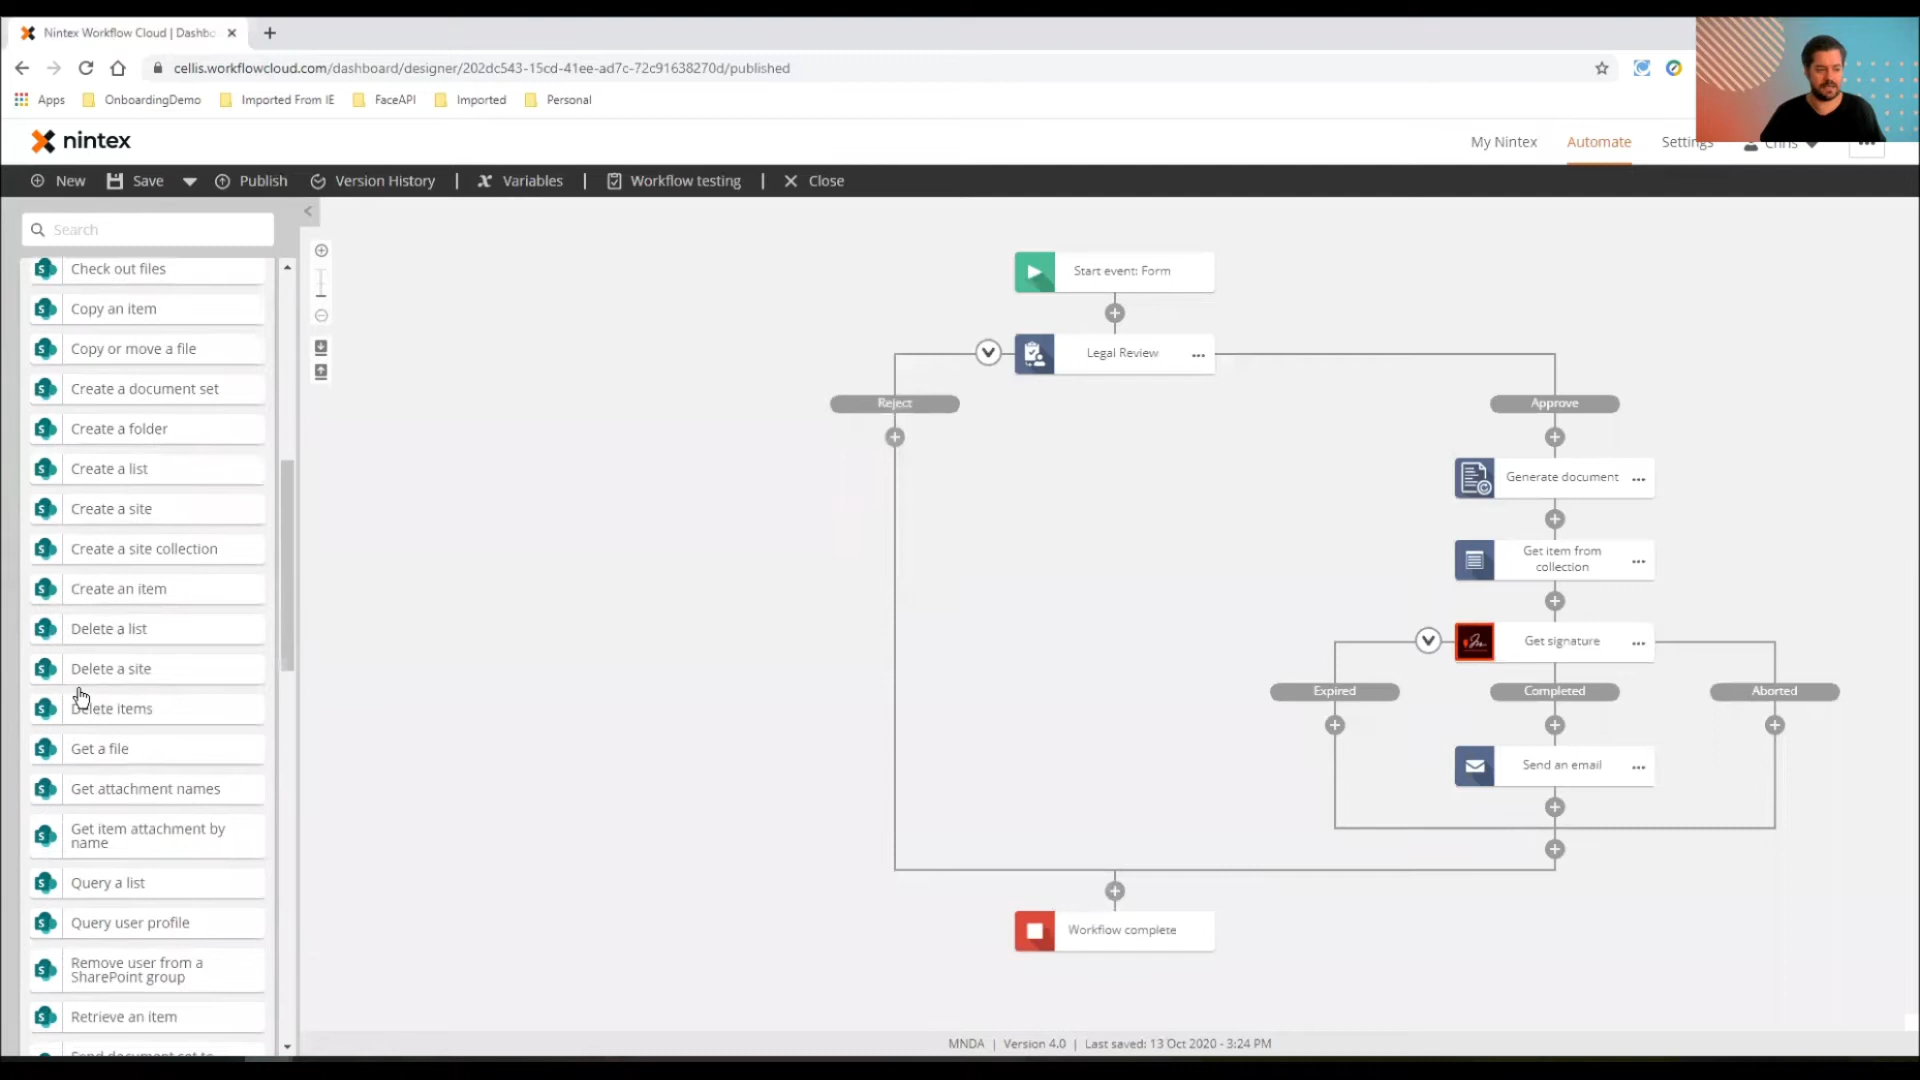 Nintex Workflow Cloud | Dashbo
cellis.workflowcloud.com/dashboard/designer/202dc543-15cd-41ee-ad7c-72c91638270d/published
Apps
OnboardingDemo
Imported From IE
FaceAPI
Imported
Personal
nintex
My Nintex
Automate
Settings
Chris
New
Save
Publish
Version History
Variables
Workflow testing
Close
Search
Check out files
Copy an item
Copy or move a file
Create a document set
Create a folder
Create a list
Create a site
Create a site collection
Create an item
Delete a list
Delete a site
Delete items
Get a file
Get attachment names
Get item attachment by
name
Query a list
Query user profile
Remove user from a
SharePoint group
Retrieve an item
Send document set to
Start event: Form
Legal Review
Reject
Approve
Generate document
Get item from
collection
Get signature
Expired
Completed
Aborted
Send an email
Workflow complete
MNDA | Version 4.0 | Last saved: 13 Oct 2020 - 3:24 PM